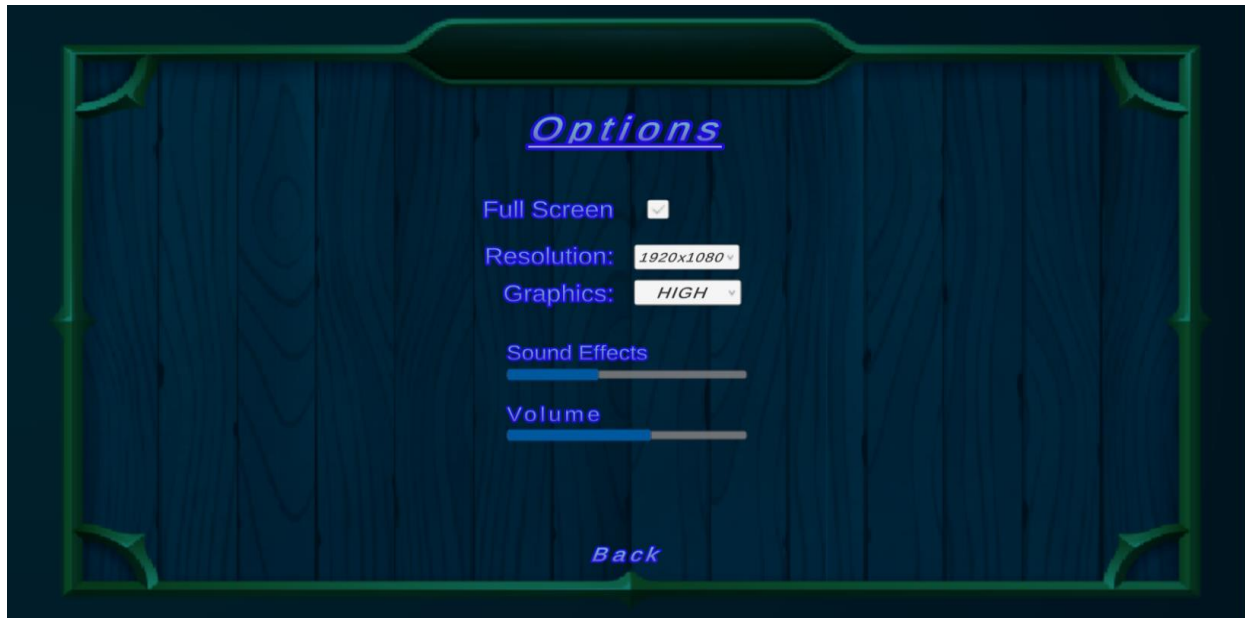 Options
Full Screen
Resolution: 1920x1080
Graphics: HIGH
Sound Effects
Volume
Back